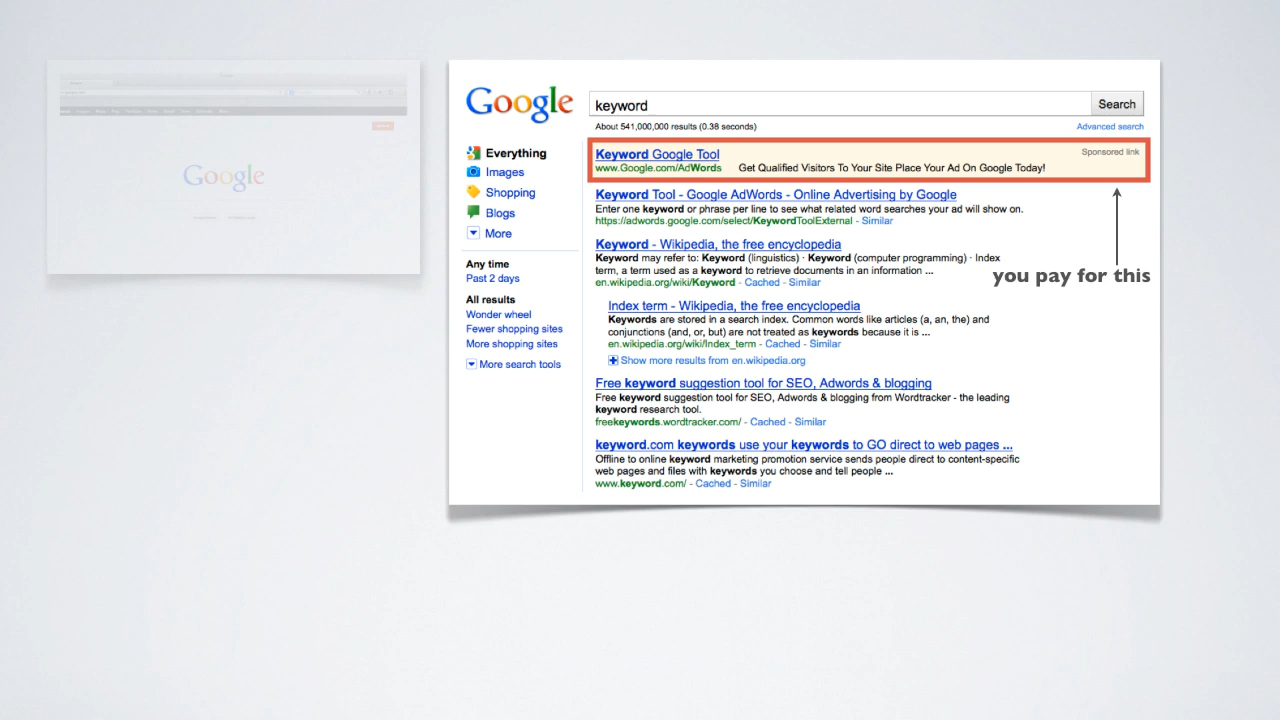 Google
Google
keyword
Search
About 541,000,000 results (0.38 seconds)
Advanced search
Everything
Images
Shopping
Blogs
More
Any time
Past 2 days
All results
Wonder wheel
Fewer shopping sites
More shopping sites
More search tools
Keyword Google Tool
Sponsored link
www.Google.com/AdWords Get Qualified Visitors To Your Site Place Your Ad On Google Today!
Keyword Tool - Google AdWords - Online Advertising by Google
Enter one keyword or phrase per line to see what related word searches your ad will show on.
https://adwords.google.com/select/KeywordToolExternal - Similar
Keyword - Wikipedia, the free encyclopedia
Keyword may refer to: Keyword (linguistics) · Keyword (computer programming) · Index
term, a term used as a keyword to retrieve documents in an information ...
en.wikipedia.org/wiki/Keyword - Cached - Similar
you pay for this
Index term - Wikipedia, the free encyclopedia
Keywords are stored in a search index. Common words like articles (a, an, the) and
conjunctions (and, or, but) are not treated as keywords because it is ...
en.wikipedia.org/wiki/Index_term - Cached - Similar
Show more results from en.wikipedia.org
Free keyword suggestion tool for SEO, Adwords & blogging
Free keyword suggestion tool for SEO, Adwords & blogging from Wordtracker - the leading
keyword research tool.
freekeywords.wordtracker.com/ - Cached - Similar
keyword.com keywords use your keywords to GO direct to web pages ...
Offline to online keyword marketing promotion service sends people direct to content-specific
web pages and files with keywords you choose and tell people ...
www.keyword.com/ - Cached - Similar